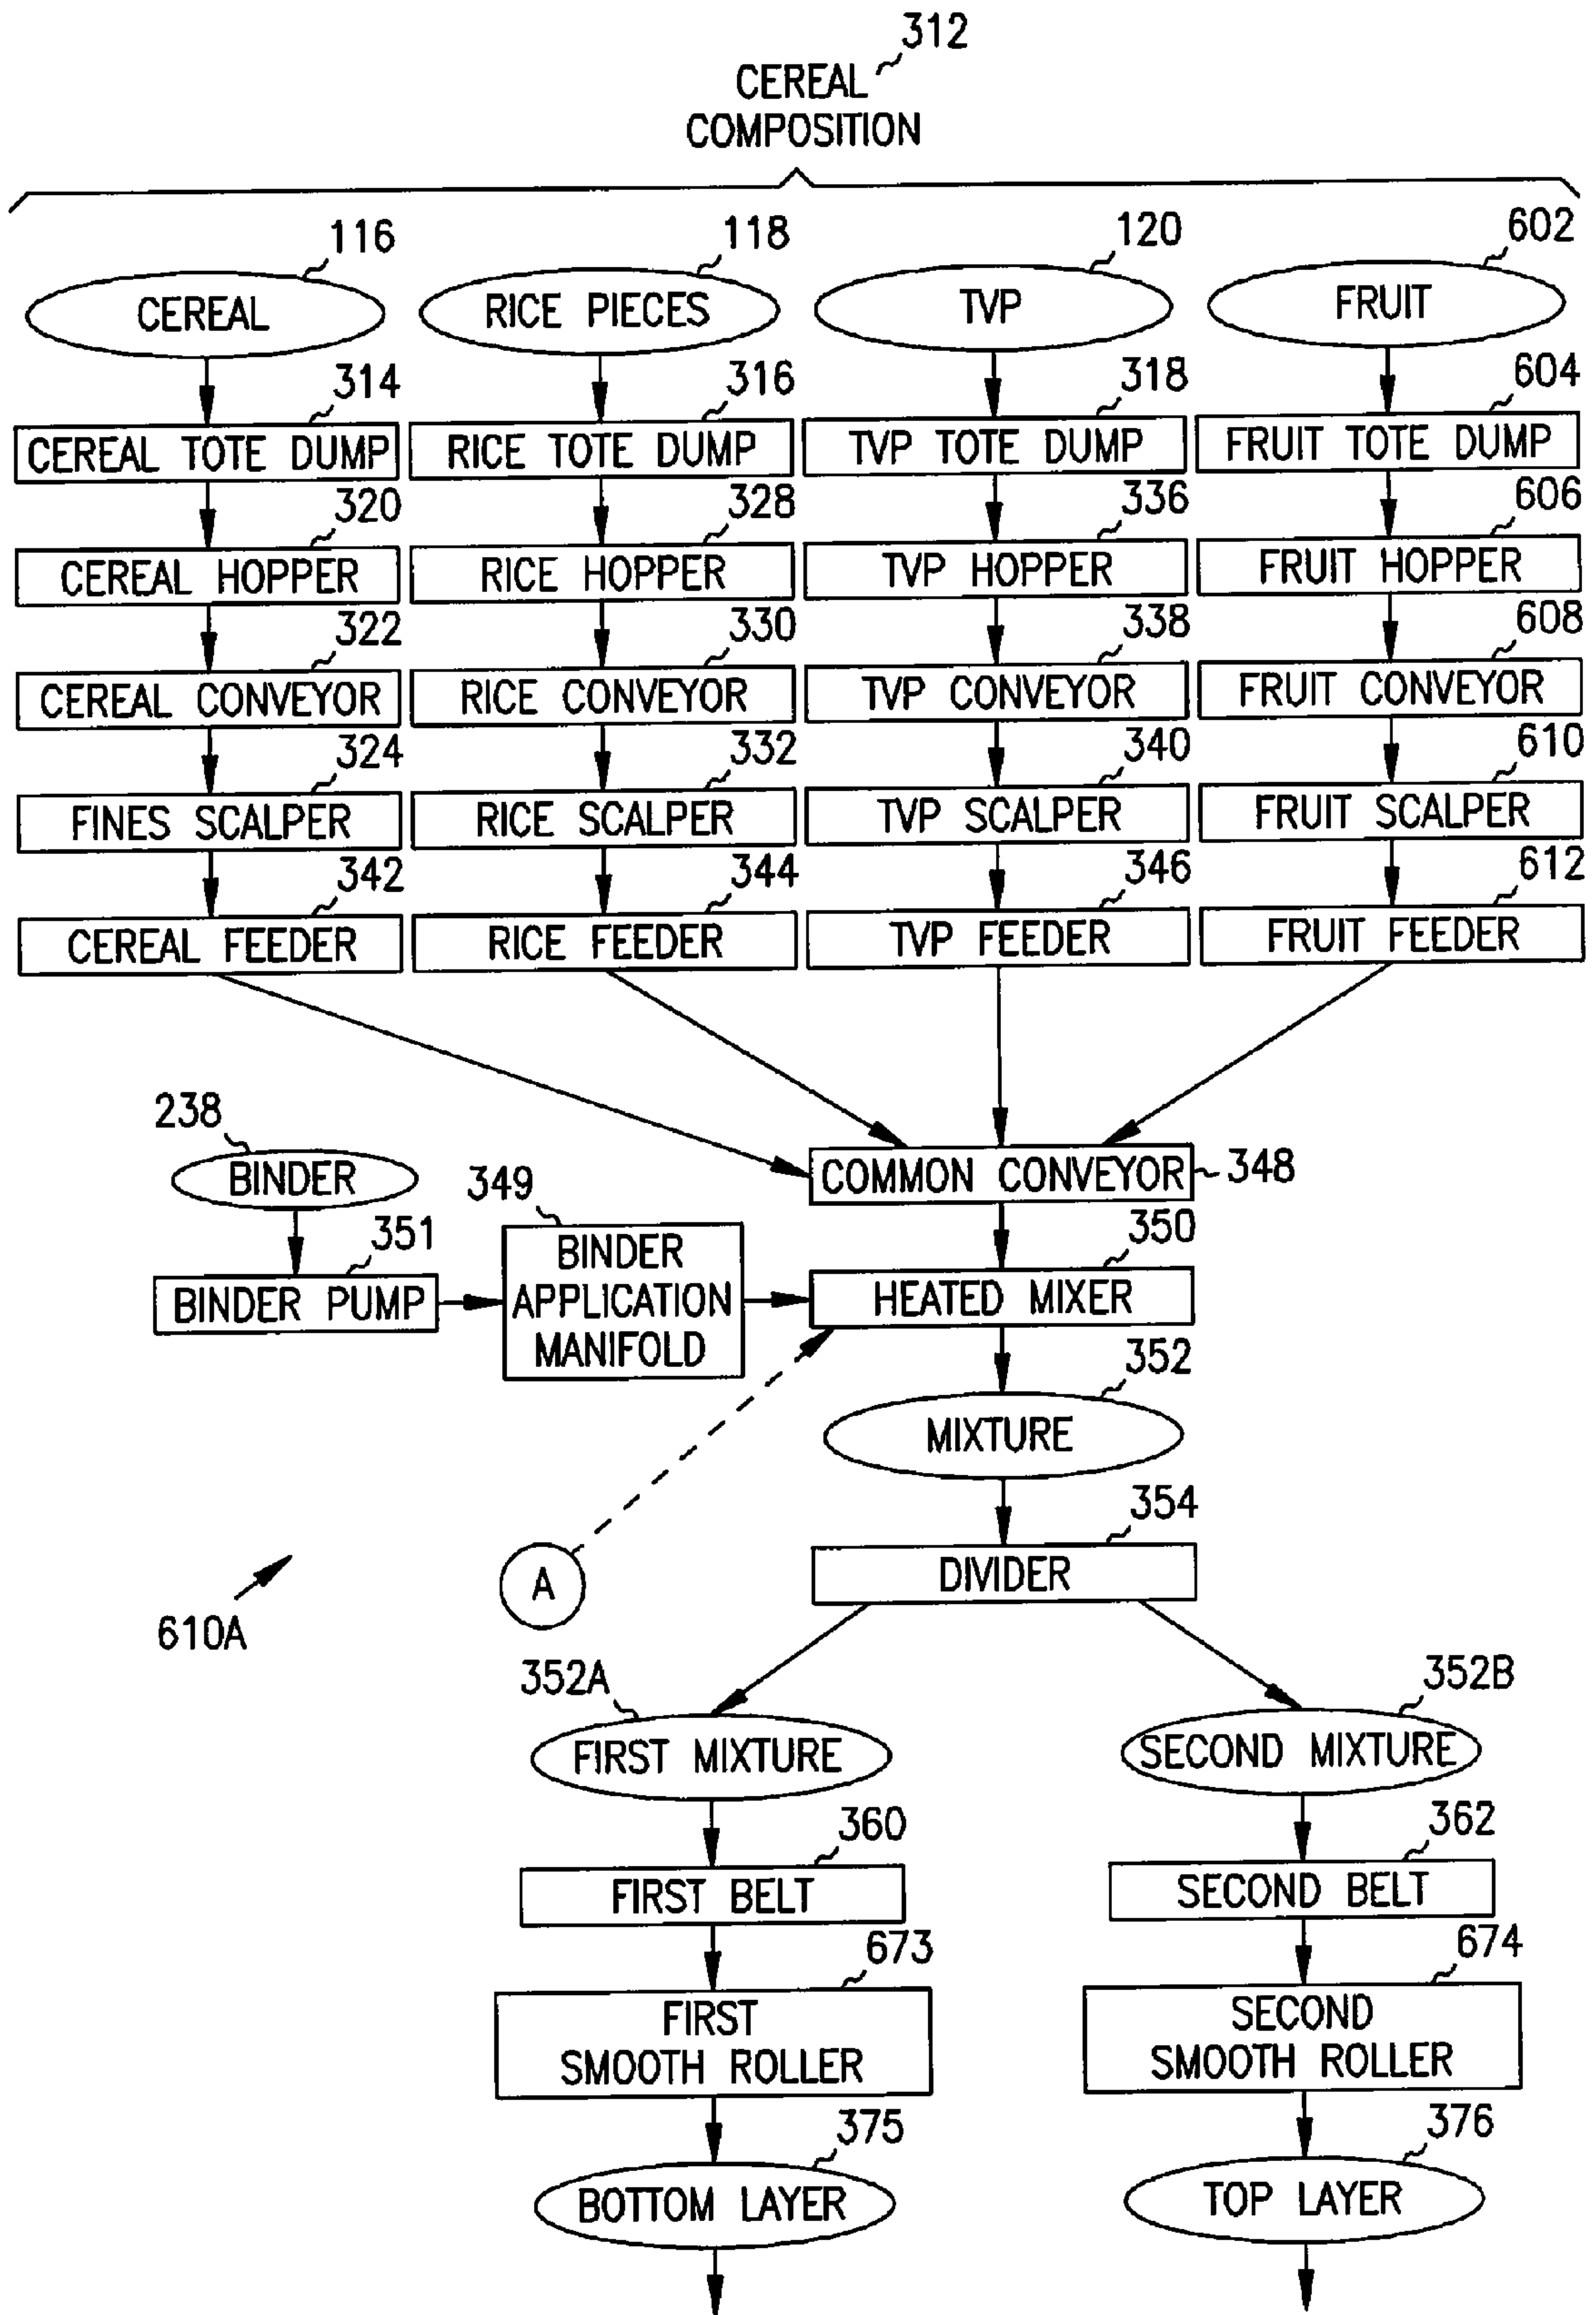 312
CEREAL
COMPOSITION
116
118
120
602
CEREAL
RICE PIECES
TVP
FRUIT
314
316
318
604
CEREAL TOTE DUMP
RICE TOTE DUMP
TVP TOTE DUMP
FRUIT TOTE DUMP
320
328
336
606
CEREAL HOPPER
RICE HOPPER
TVP HOPPER
FRUIT HOPPER
322
330
338
608
CEREAL CONVEYOR
RICE CONVEYOR
TVP CONVEYOR
FRUIT CONVEYOR
324
332
340
610
FINES SCALPER
RICE SCALPER
TVP SCALPER
FRUIT SCALPER
342
344
346
612
CEREAL FEEDER
RICE FEEDER
TVP FEEDER
FRUIT FEEDER
238
BINDER
349
COMMON CONVEYOR
348
351
BINDER PUMP
BINDER
APPLICATION
MANIFOLD
350
HEATED MIXER
352
MIXTURE
354
DIVIDER
A
610A
352A
352B
FIRST MIXTURE
SECOND MIXTURE
360
362
FIRST BELT
SECOND BELT
673
674
FIRST
SMOOTH ROLLER
SECOND
SMOOTH ROLLER
375
376
BOTTOM LAYER
TOP LAYER